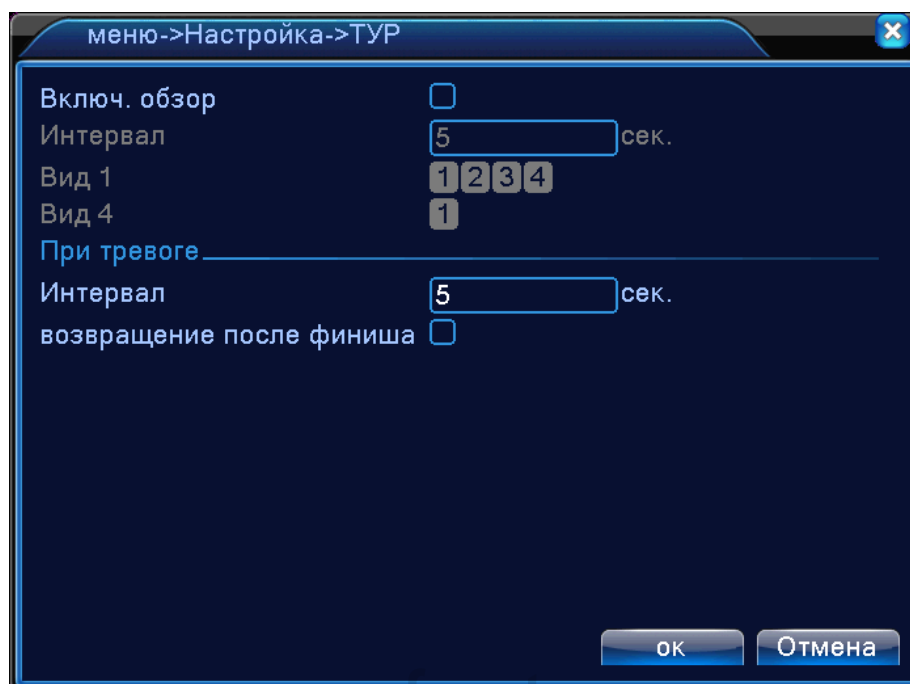 меню->Настройка->ТУР
Включ. обзор
Интервал 5 сек.
Вид 1 1 2 3 4
Вид 4 1
При тревоге
Интервал 5 сек.
возвращение после финиша
ок Отмена